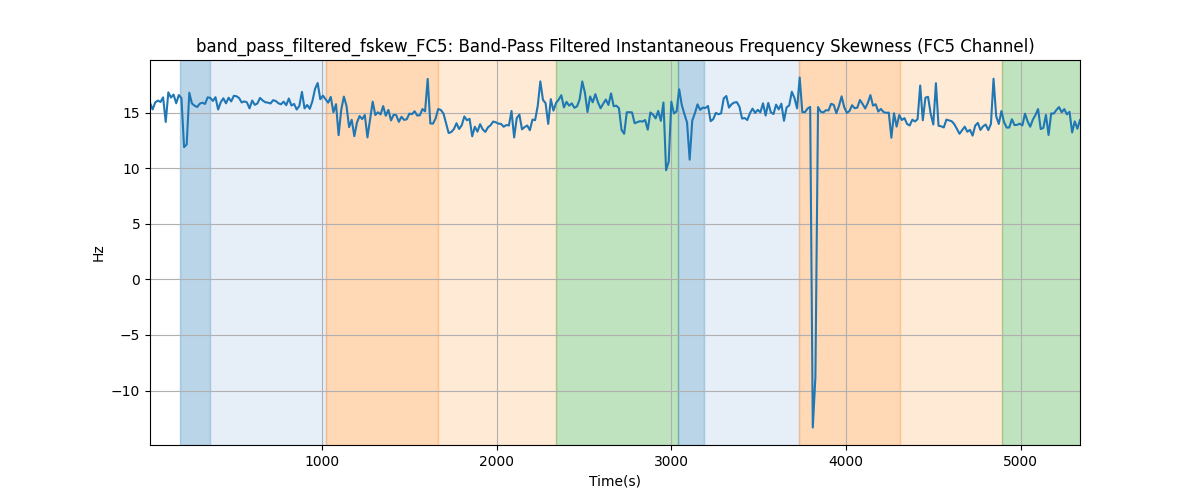 band_pass_filtered_fskew_FC5: Band-Pass Filtered Instantaneous Frequency Skewness (FC5 Channel)
15
10
5
0
−5
−10
Hz
1000 2000 3000 4000 5000
Time(s)